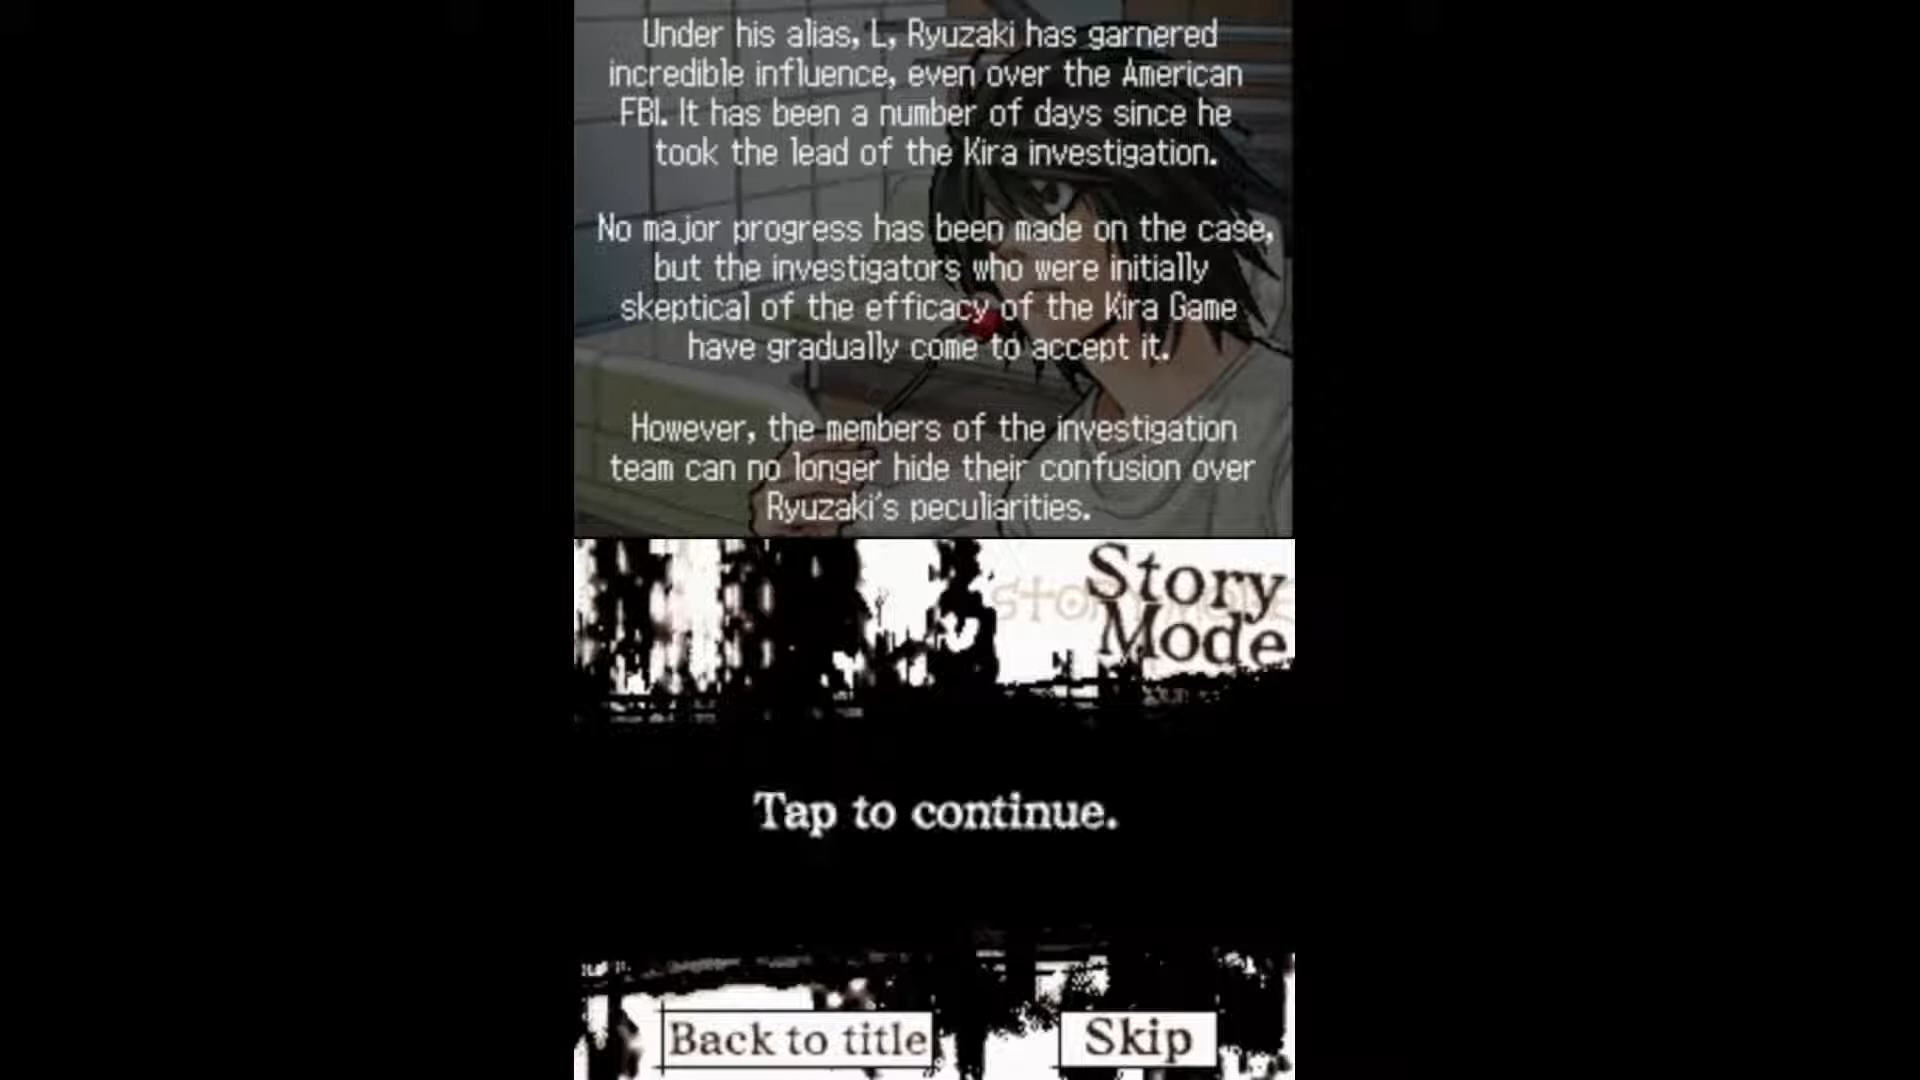 Under his alias, L, Ryuzaki has garnered
incredible influence, even over the American
FBI. It has been a number of days since he
took the lead of the Kira investigation.
No major progress has been made on the case,
but the investigators who were initially
skeptical of the efficacy of the Kira Game
have gradually come to accept it.
However, the members of the investigation
team can no longer hide their confusion over
Ryuzaki's peculiarities.
Story
Mode
Tap to continue.
Back to title
Skip